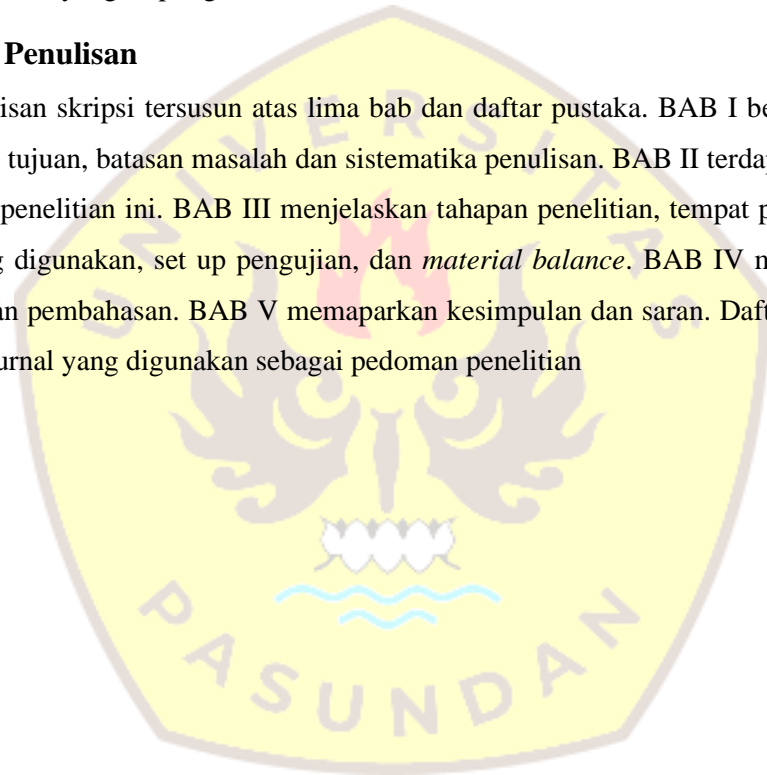 Penulisan
isan skripsi tersusun atas lima bab dan daftar pustaka. BAB I be
tujuan, batasan masalah dan sistematika penulisan. BAB II terdap
penelitian ini. BAB III menjelaskan tahapan penelitian, tempat p
g digunakan, set up pengujian, dan material balance. BAB IV m
an pembahasan. BAB V memaparkan kesimpulan dan saran. Daft
urnal yang digunakan sebagai pedoman penelitian
UNIVERSITAS
PASUNDAN